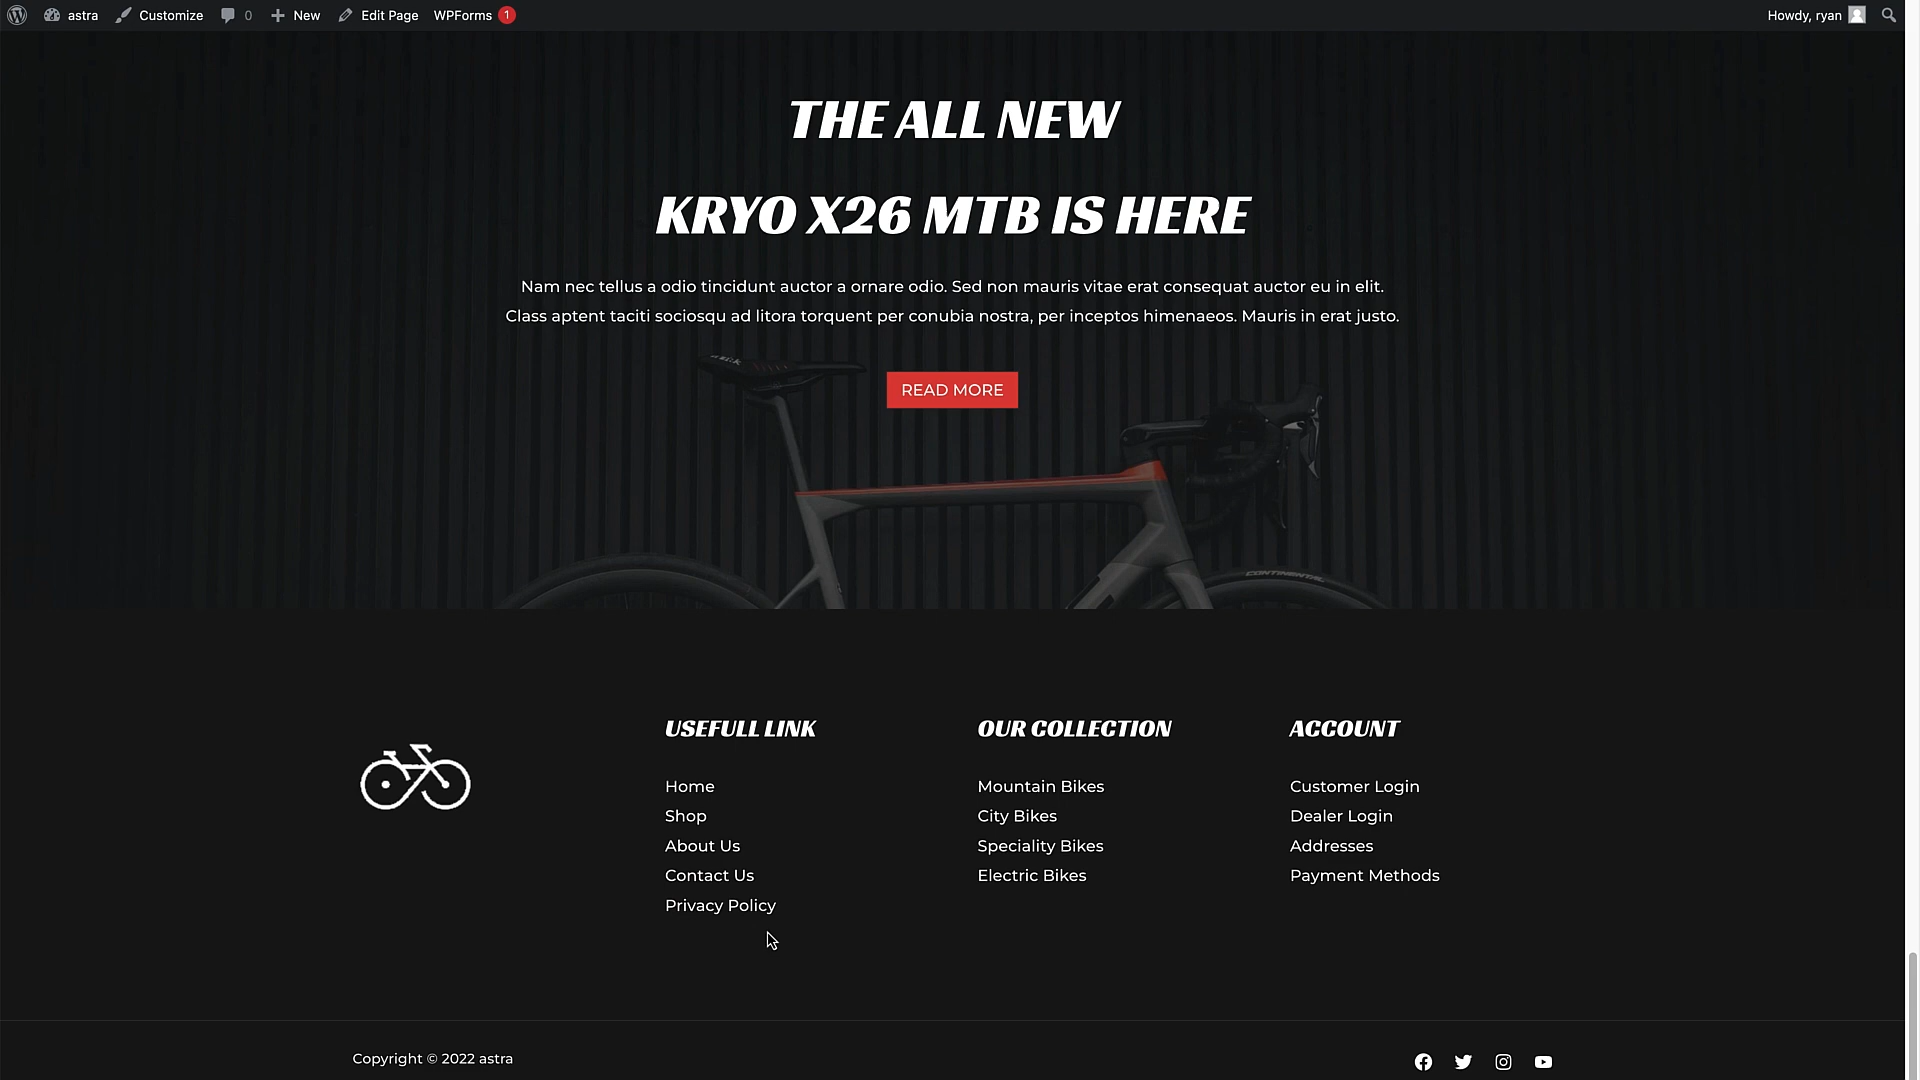 astra Customize 0 New Edit Page WPForms 1 Howdy, ryan
THE ALL NEW
KRYO X26 MTB IS HERE
Nam nec tellus a odio tincidunt auctor a ornare odio. Sed non mauris vitae erat consequat auctor eu in elit.
Class aptent taciti sociosqu ad litora torquent per conubia nostra, per inceptos himenaeos. Mauris in erat justo.
READ MORE
CONTINENTAL
USEFULL LINK
Home
Shop
About Us
Contact Us
Privacy Policy
OUR COLLECTION
Mountain Bikes
City Bikes
Speciality Bikes
Electric Bikes
ACCOUNT
Customer Login
Dealer Login
Addresses
Payment Methods
Copyright © 2022 astra